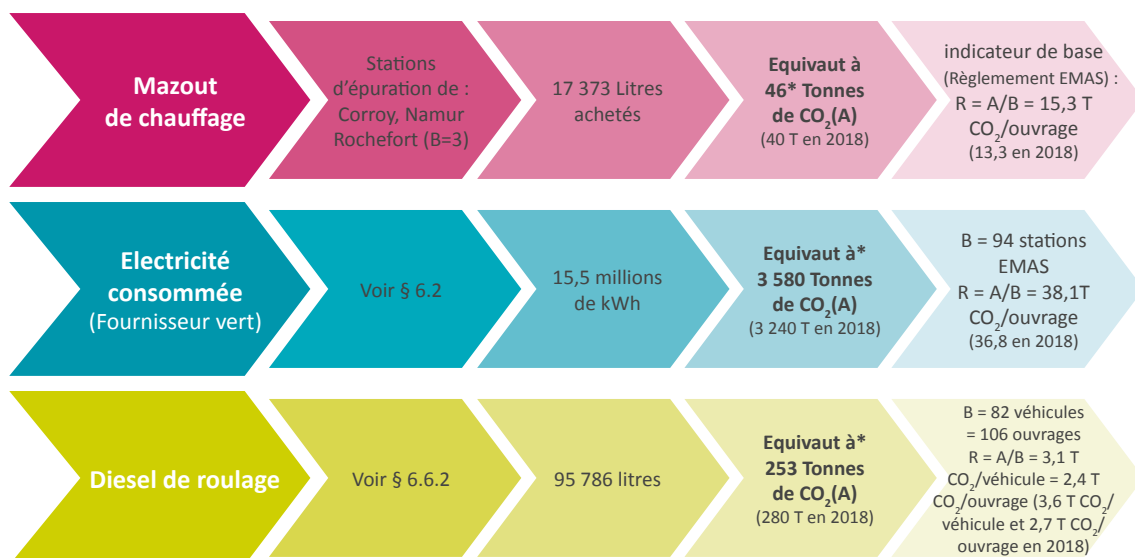 Mazout
de chauffage
Stations
d'épuration de :
Corroy, Namur
Rochefort (B=3)
17 373 Litres
achetés
Equivaut à
46* Tonnes
de CO₂(A)
(40 T en 2018)
indicateur de base
(Règlemement EMAS) :
R = A/B = 15,3 T
CO₂/ouvrage
(13,3 en 2018)
Electricité
consommée
(Fournisseur vert)
Voir § 6.2
15,5 millions
de kWh
Equivaut à*
3 580 Tonnes
de CO₂(A)
(3 240 T en 2018)
B = 94 stations
EMAS
R = A/B = 38,1T
CO₂/ouvrage
(36,8 en 2018)
Diesel de roulage
Voir § 6.6.2
95 786 litres
Equivaut à*
253 Tonnes
de CO₂(A)
(280 T en 2018)
B = 82 véhicules
= 106 ouvrages
R = A/B = 3,1 T
CO₂/véhicule = 2,4 T
CO₂/ouvrage (3,6 T CO₂/
véhicule et 2,7 T CO₂/
ouvrage en 2018)